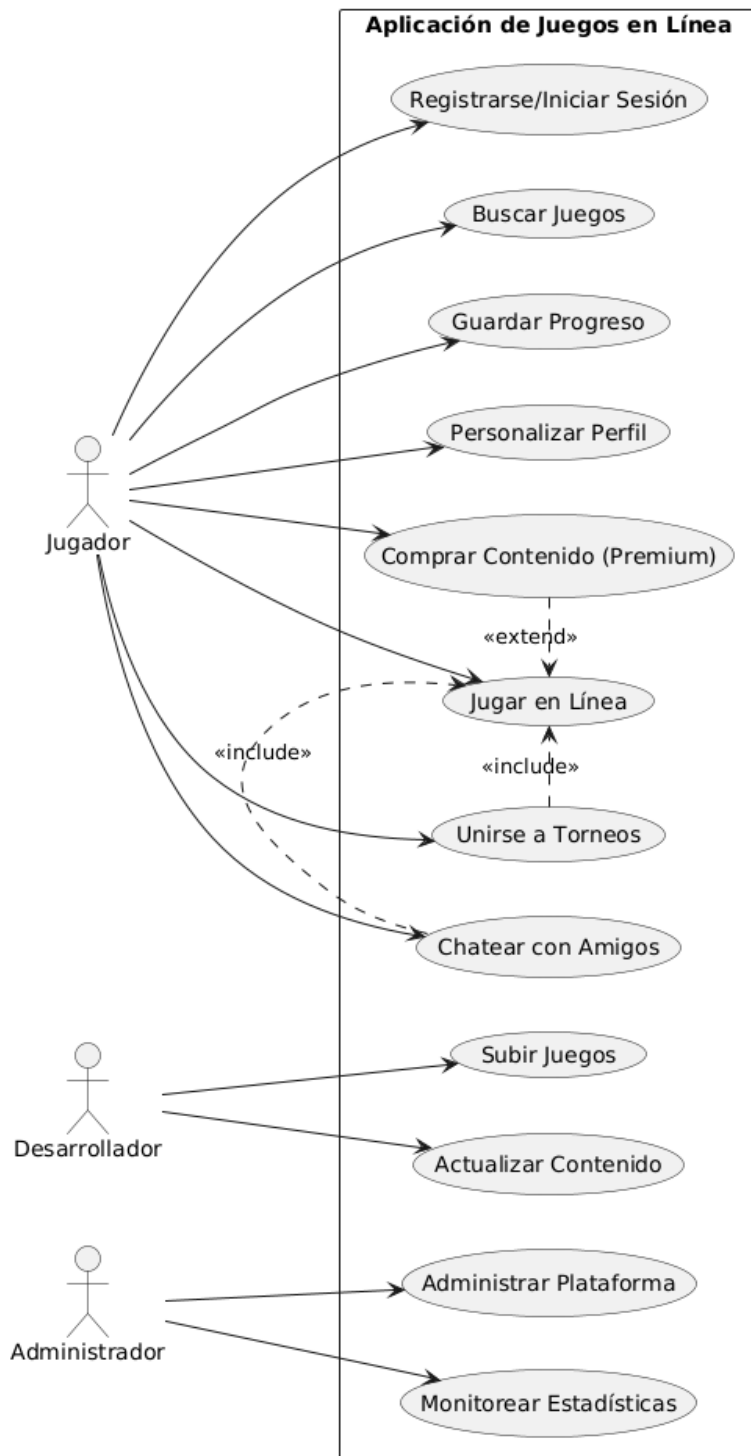 Aplicación de Juegos en Línea
Registrarse/Iniciar Sesión
Buscar Juegos
Guardar Progreso
Personalizar Perfil
Jugador
Comprar Contenido (Premium)
«extend»
Jugar en Línea
«include»
«include»
Unirse a Torneos
Chatear con Amigos
Subir Juegos
Desarrollador
Actualizar Contenido
Administrar Plataforma
Administrador
Monitorear Estadísticas